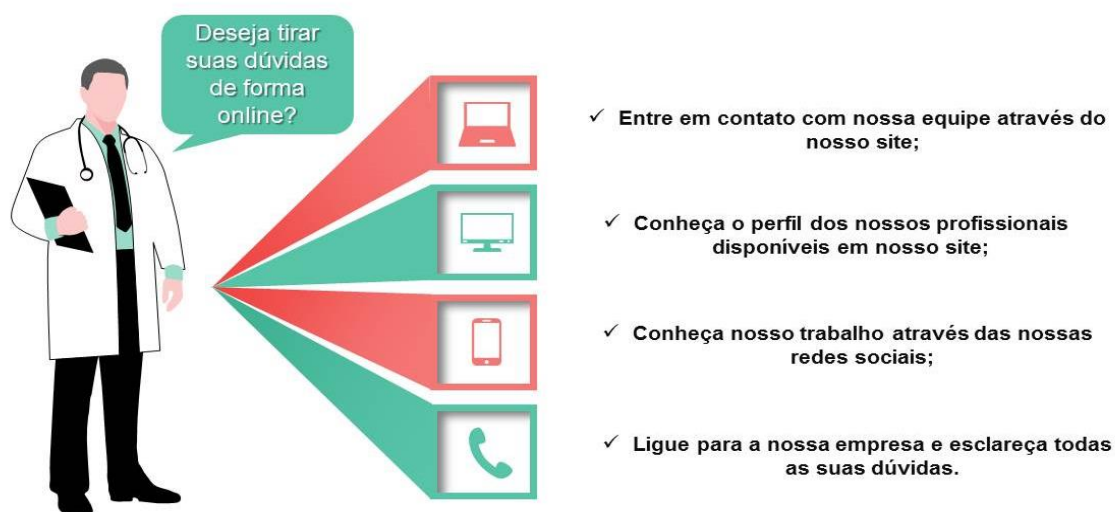 Deseja tirar
suas dúvidas
de forma
online?
✓ Entre em contato com nossa equipe através do
nosso site;
✓ Conheça o perfil dos nossos profissionais
disponíveis em nosso site;
✓ Conheça nosso trabalho através das nossas
redes sociais;
✓ Ligue para a nossa empresa e esclareça todas
as suas dúvidas.